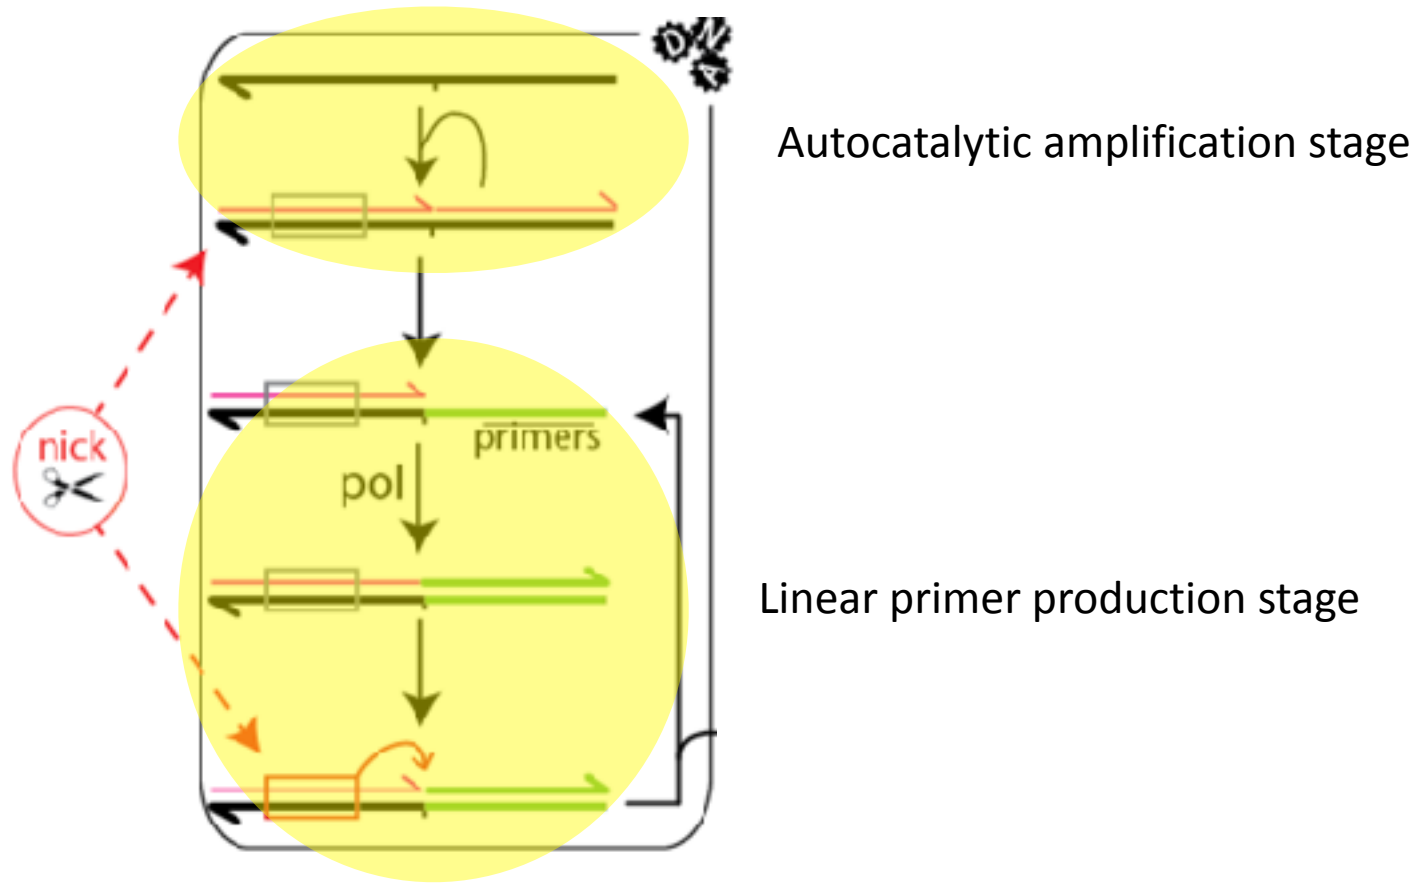 DNA
Autocatalytic amplification stage
nick
primers
pol
Linear primer production stage